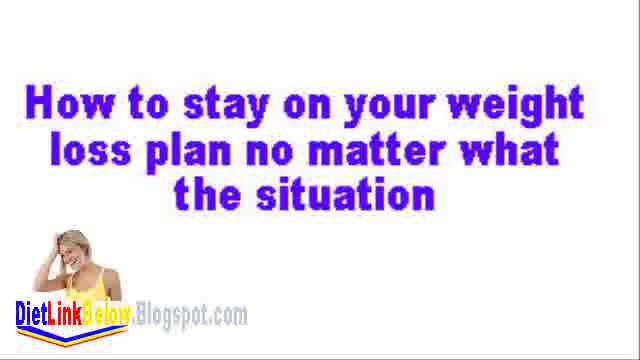 How to stay on your weight
loss plan no matter what
the situation
DietLinkBelow.Blogspot.com